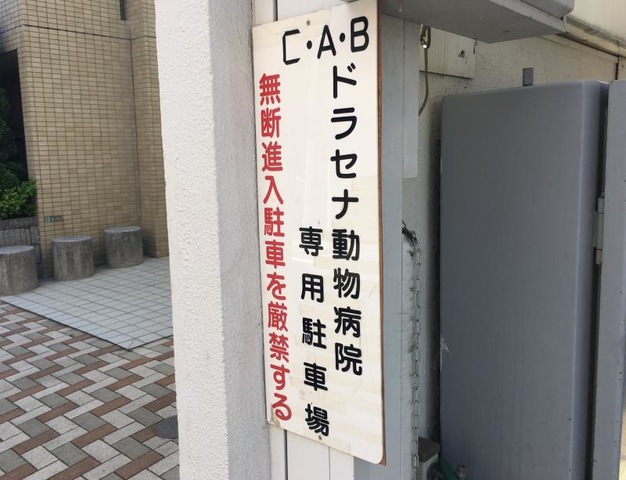 C・A・B
ドラセナ動物病院
専用駐車場
無断進入駐車を厳禁する